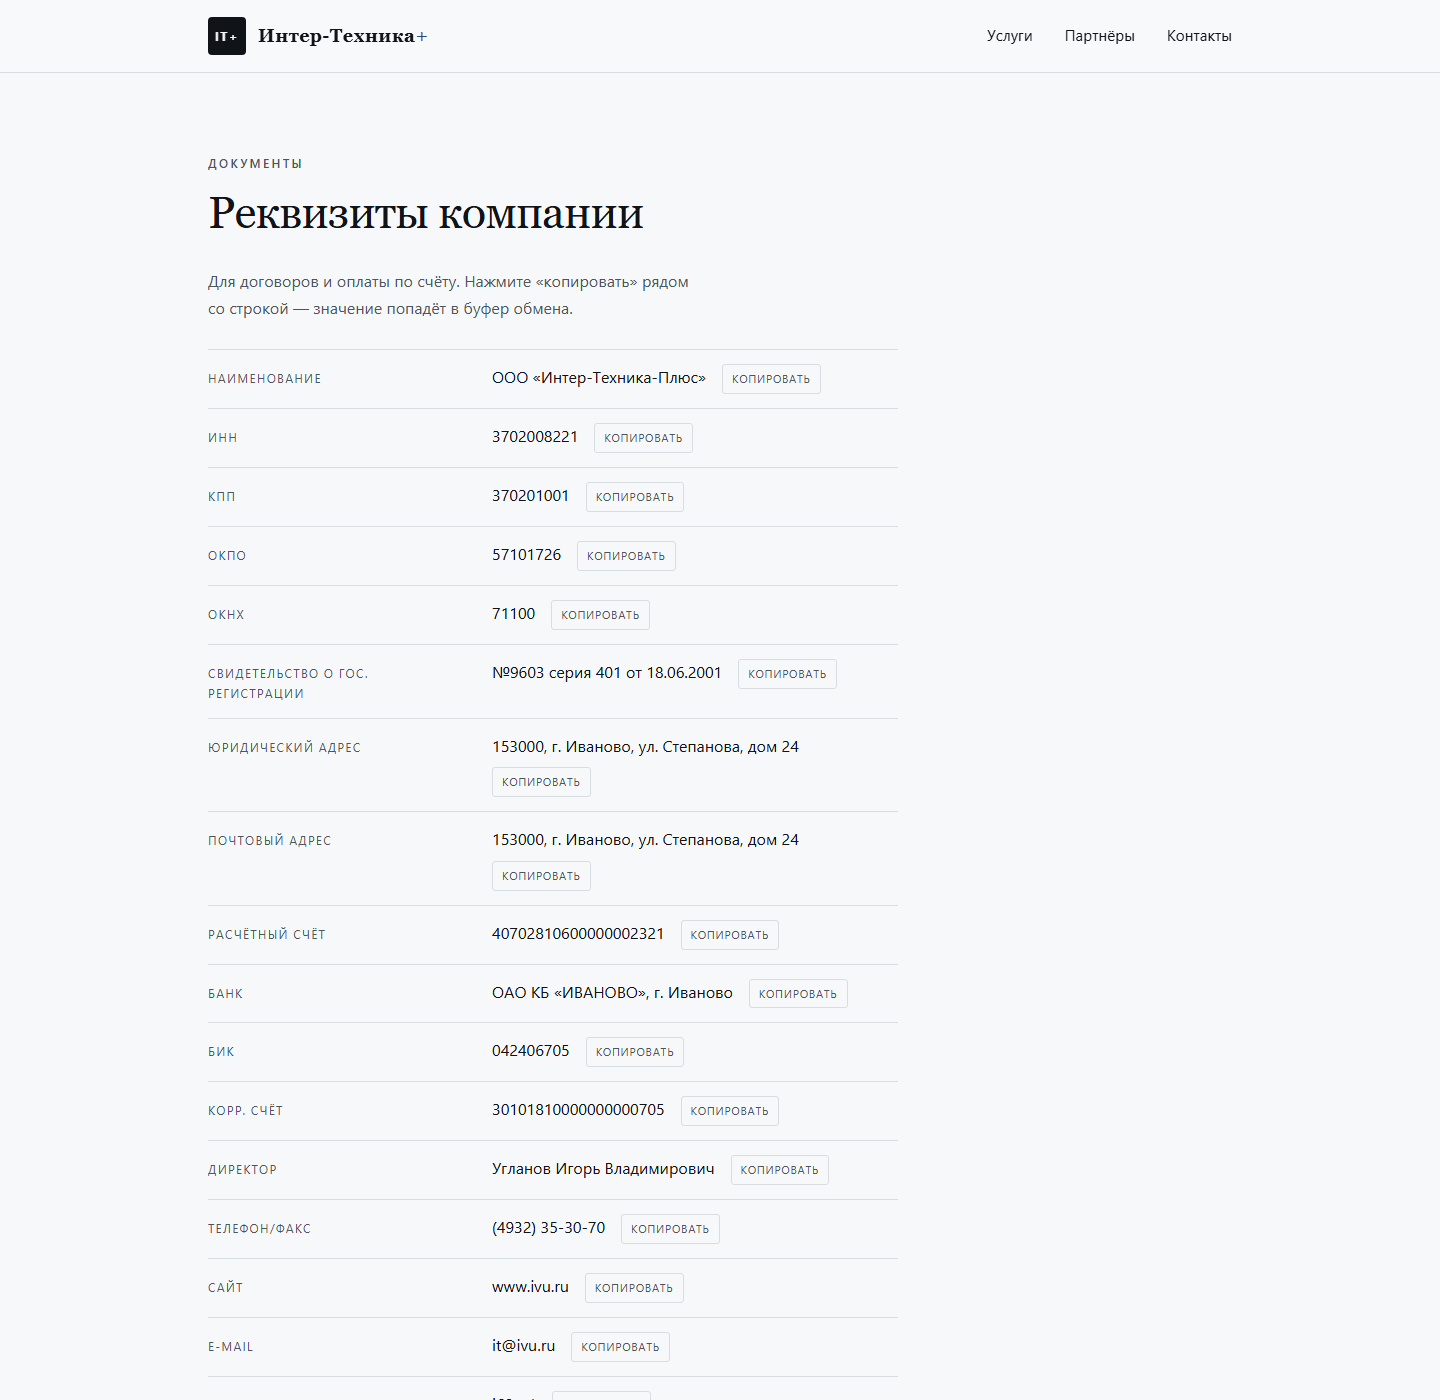 IT+ Интер-Техника+
Услуги Партнёры Контакты
ДОКУМЕНТЫ
Реквизиты компании
Для договоров и оплаты по счёту. Нажмите «копировать» рядом
со строкой — значение попадёт в буфер обмена.
НАИМЕНОВАНИЕ ООО «Интер-Техника-Плюс» КОПИРОВАТЬ
ИНН 3702008221 КОПИРОВАТЬ
КПП 370201001 КОПИРОВАТЬ
ОКПО 57101726 КОПИРОВАТЬ
ОКНХ 71100 КОПИРОВАТЬ
СВИДЕТЕЛЬСТВО О ГОС. №9603 серия 401 от 18.06.2001 КОПИРОВАТЬ
РЕГИСТРАЦИИ
ЮРИДИЧЕСКИЙ АДРЕС 153000, г. Иваново, ул. Степанова, дом 24
КОПИРОВАТЬ
ПОЧТОВЫЙ АДРЕС 153000, г. Иваново, ул. Степанова, дом 24
КОПИРОВАТЬ
РАСЧЁТНЫЙ СЧЁТ 40702810600000002321 КОПИРОВАТЬ
БАНК ОАО КБ «ИВАНОВО», г. Иваново КОПИРОВАТЬ
БИК 042406705 КОПИРОВАТЬ
КОРР. СЧЁТ 30101810000000000705 КОПИРОВАТЬ
ДИРЕКТОР Угланов Игорь Владимирович КОПИРОВАТЬ
ТЕЛЕФОН/ФАКС (4932) 35-30-70 КОПИРОВАТЬ
САЙТ www.ivu.ru КОПИРОВАТЬ
E-MAIL it@ivu.ru КОПИРОВАТЬ